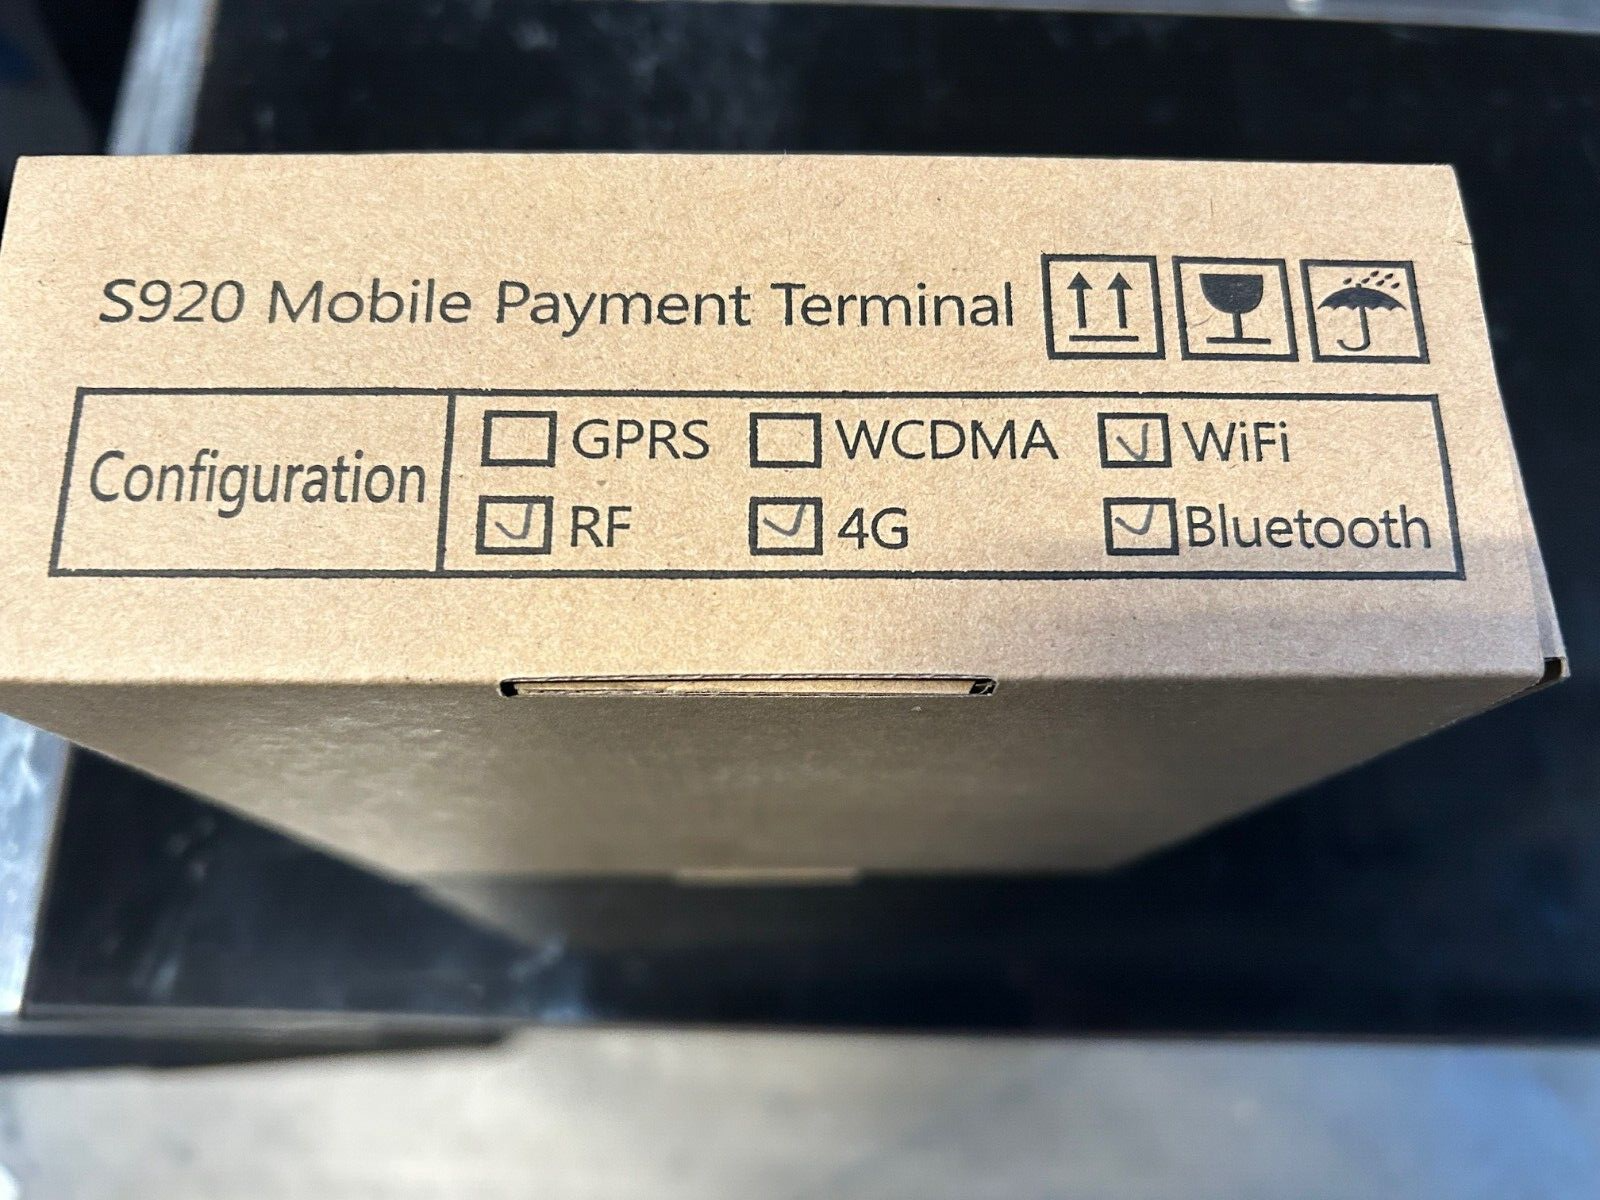 S920 Mobile Payment Terminal
Configuration
GPRS WCDMA WiFi
RF 4G Bluetooth